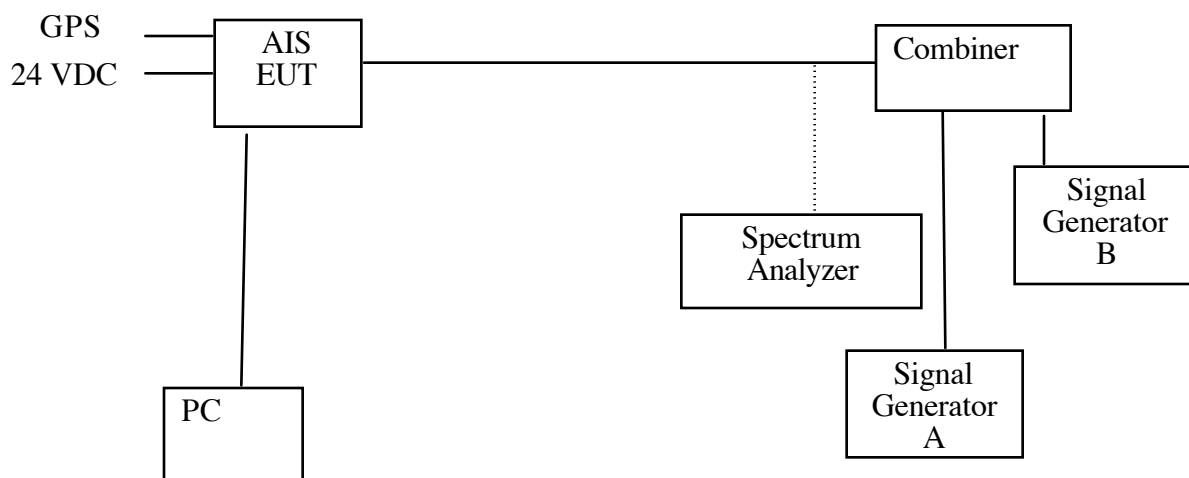 GPS
24 VDC
AIS
EUT
Combiner
Signal
Generator
B
Spectrum
Analyzer
Signal
Generator
A
PC